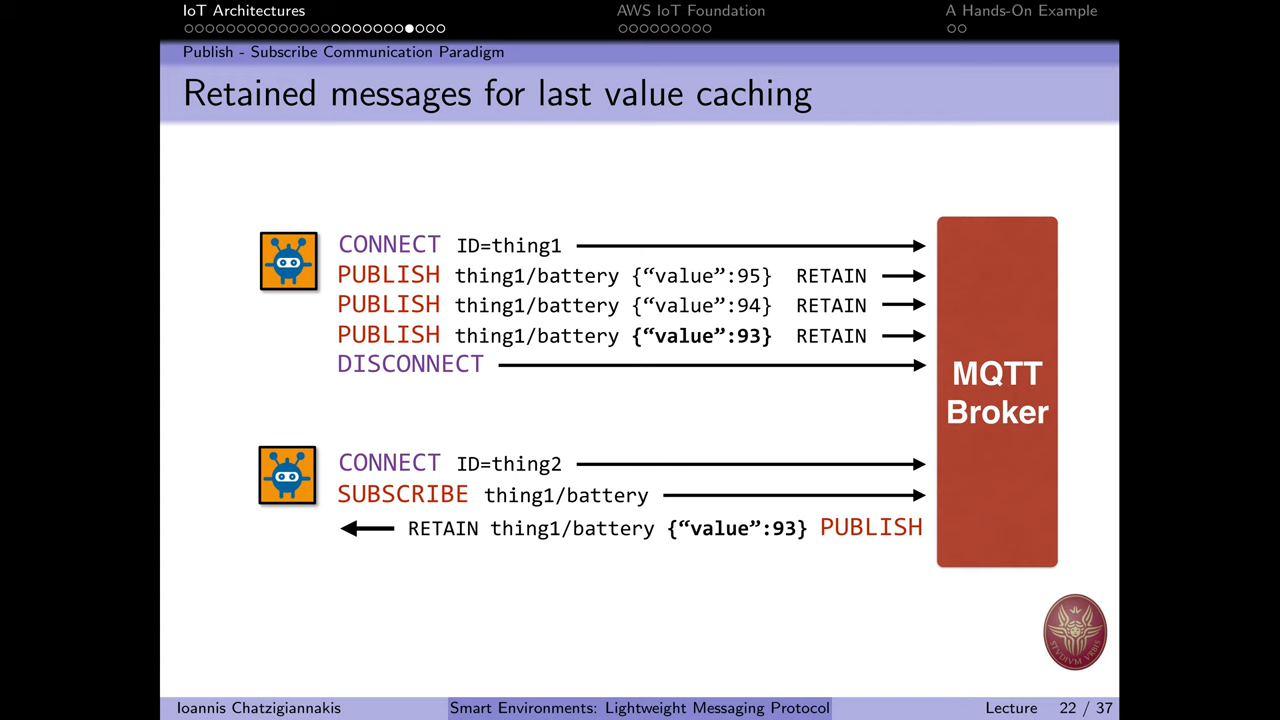 IoT Architectures AWS IoT Foundation A Hands-On Example
Publish - Subscribe Communication Paradigm
Retained messages for last value caching
CONNECT ID=thing1
PUBLISH thing1/battery {“value”:95} RETAIN
PUBLISH thing1/battery {“value”:94} RETAIN
PUBLISH thing1/battery {“value”:93} RETAIN
DISCONNECT
MQTT
Broker
CONNECT ID=thing2
SUBSCRIBE thing1/battery
RETAIN thing1/battery {“value”:93} PUBLISH
STVDIVM VRBIS
Ioannis Chatzigiannakis Smart Environments: Lightweight Messaging Protocol Lecture 22 / 37